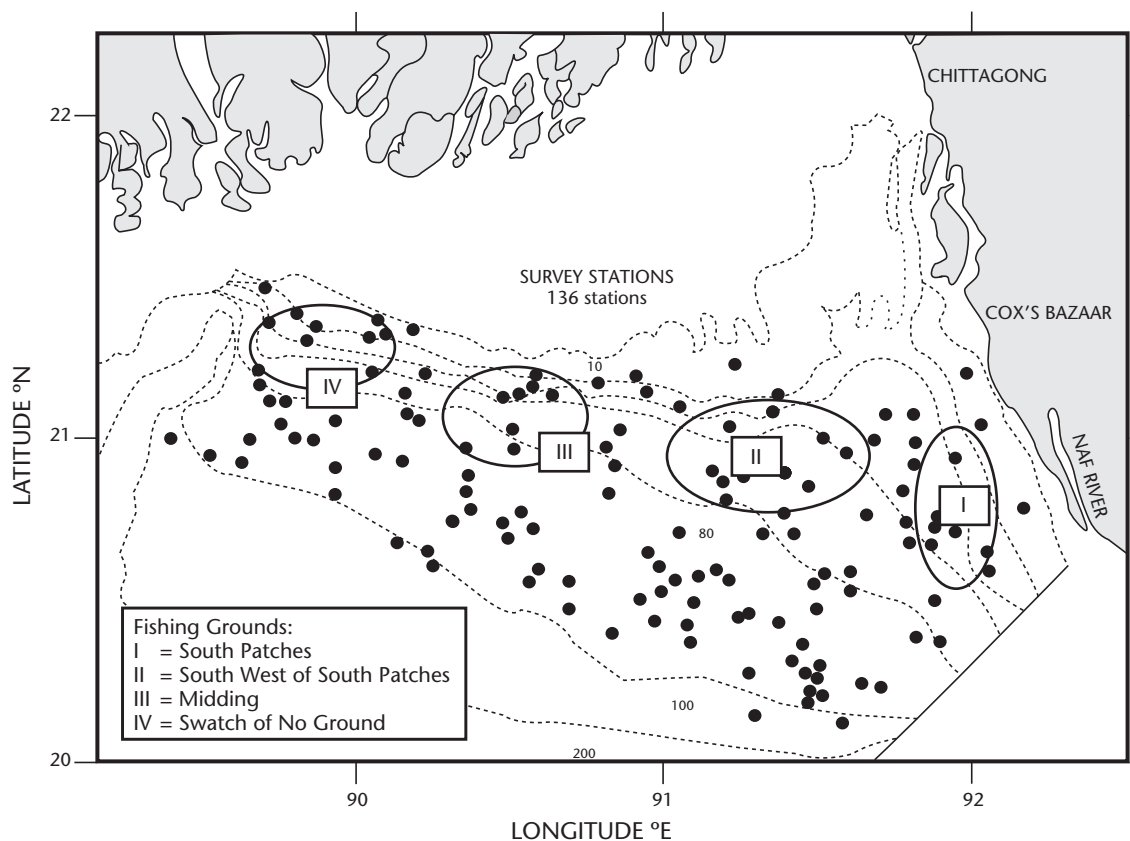 CHITTAGONG
22
SURVEY STATIONS
136 stations
COX'S BAZAAR
10
IV
21
III
II
NAF RIVER
I
80
LATITUDE ºN
Fishing Grounds:
I = South Patches
II = South West of South Patches
III = Midding
IV = Swatch of No Ground
100
200
20
90
91
92
LONGITUDE ºE